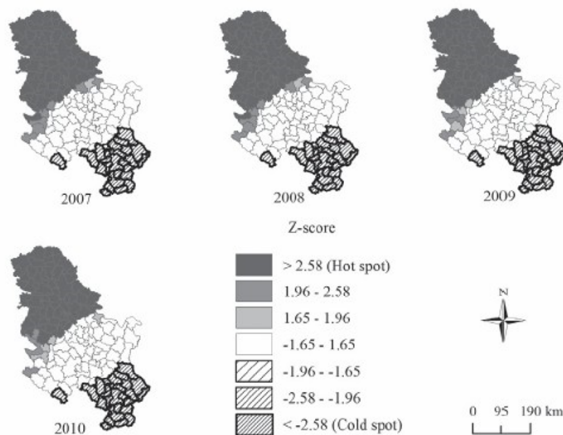 2007
2008
2009
Z-score
> 2.58 (Hot spot)
1.96 - 2.58
1.65 - 1.96
-1.65 - 1.65
-1.96 - -1.65
-2.58 - -1.96
< -2.58 (Cold spot)
2010
N
0 95 190 km